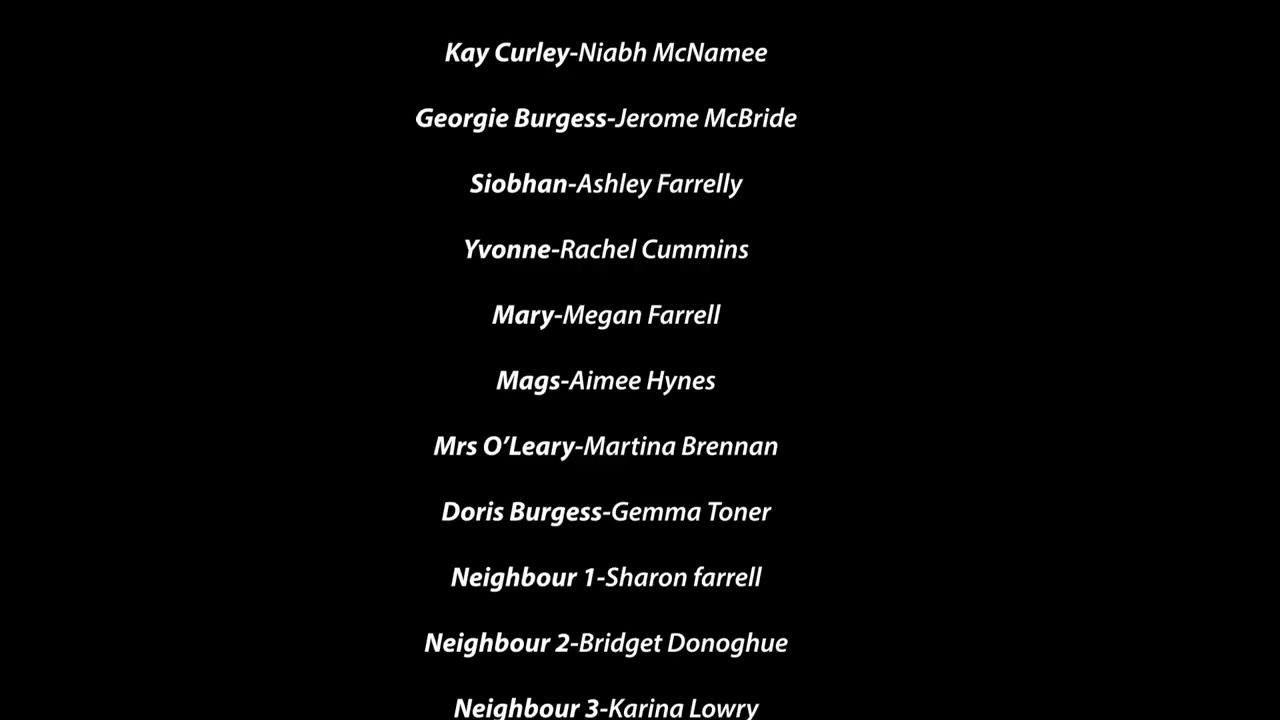 Kay Curley-Niabh McNamee
Georgie Burgess-Jerome McBride
Siobhan-Ashley Farrelly
Yvonne-Rachel Cummins
Mary-Megan Farrell
Mags-Aimee Hynes
Mrs O’Leary-Martina Brennan
Doris Burgess-Gemma Toner
Neighbour 1-Sharon farrell
Neighbour 2-Bridget Donoghue
Neighbour 3-Karina Lowry